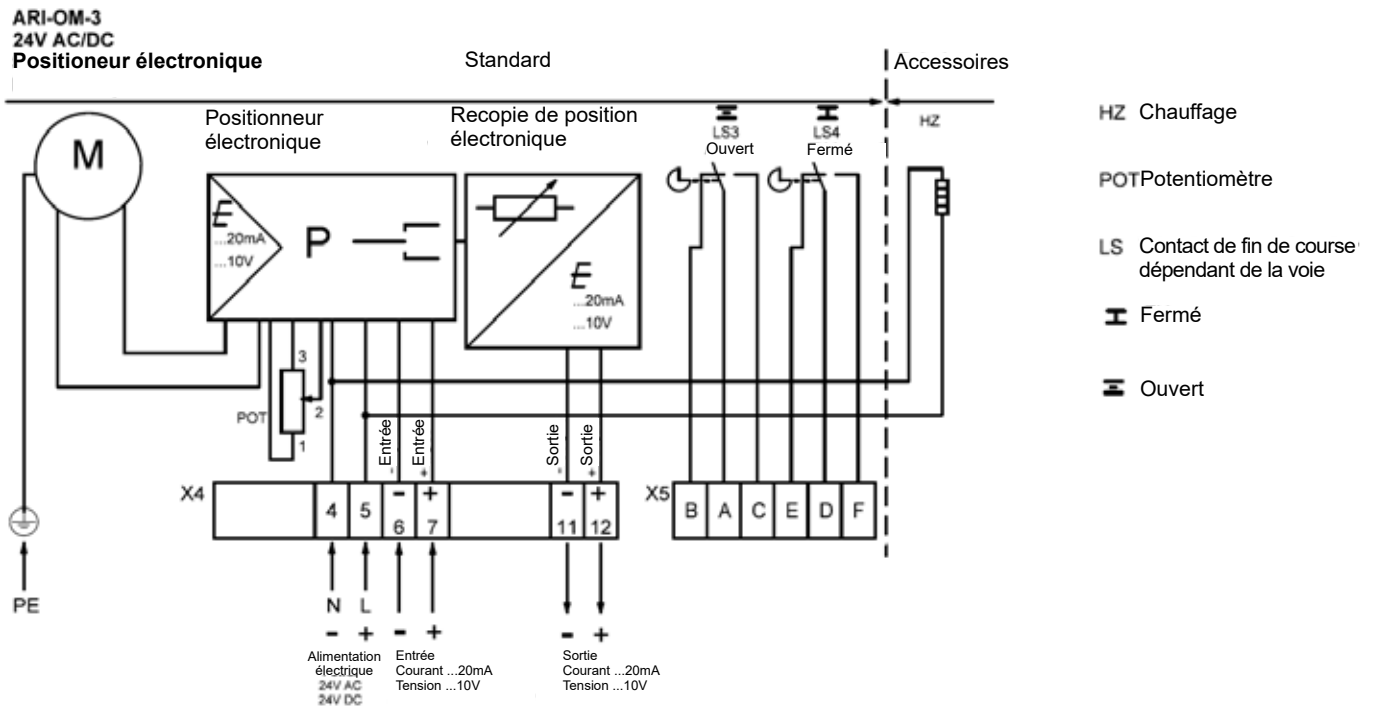 ARI-OM-3
24V AC/DC
Positioneur électronique
Standard
Accessoires
Positionneur
électronique
Recopie de position
électronique
LS3
Ouvert
LS4
Fermé
HZ
M
E
...20mA
...10V
P
E
...20mA
...10V
HZ Chauffage
POT Potentiomètre
LS Contact de fin de course
dépendant de la voie
Fermé
Ouvert
3
POT
2
1
Entrée -
Entrée +
Sortie -
Sortie +
X4
4
5
- 6
+ 7
- 11
+ 12
X5
B A C E D F
PE
N L
- + - +
- +
Alimentation
électrique
24V AC
24V DC
Entrée
Courant ...20mA
Tension ...10V
Sortie
Courant ...20mA
Tension ...10V